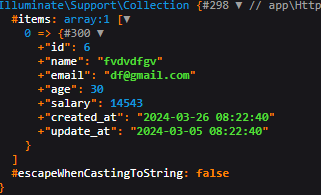 Illuminate\Support\Collection {#298 ▼ // app\Http
#items: array:1 [▼
0 => {#300 ▼
+"id": 6
+"name": "fvdvdfgv"
+"email": "df@gmail.com"
+"age": 30
+"salary": 14543
+"created_at": "2024-03-26 08:22:40"
+"update_at": "2024-03-05 08:22:40"
}
]
#escapeWhenCastingToString: false
}